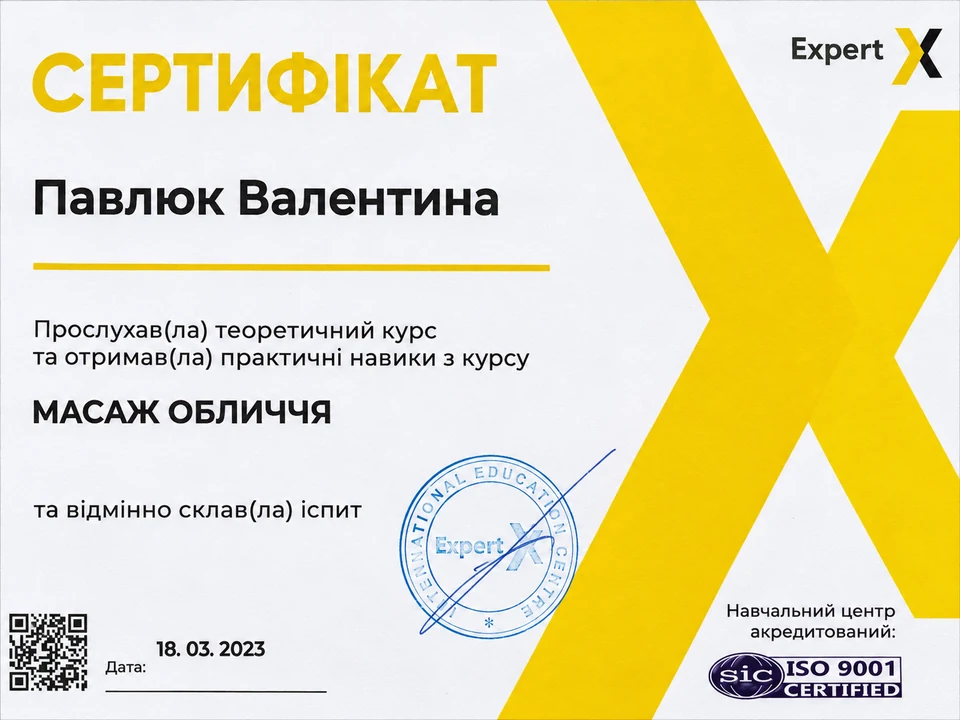 СЕРТИФІКАТ
Expert X
Павлюк Валентина
Прослухав(ла) теоретичний курс
та отримав(ла) практичні навики з курсу
МАСАЖ ОБЛИЧЧЯ
та відмінно склав(ла) іспит
INTENNATIONAL EDUCATION CENTRE
Expert X
*
18. 03. 2023
Дата:
Навчальний центр
акредитований:
sic ISO 9001
CERTIFIED